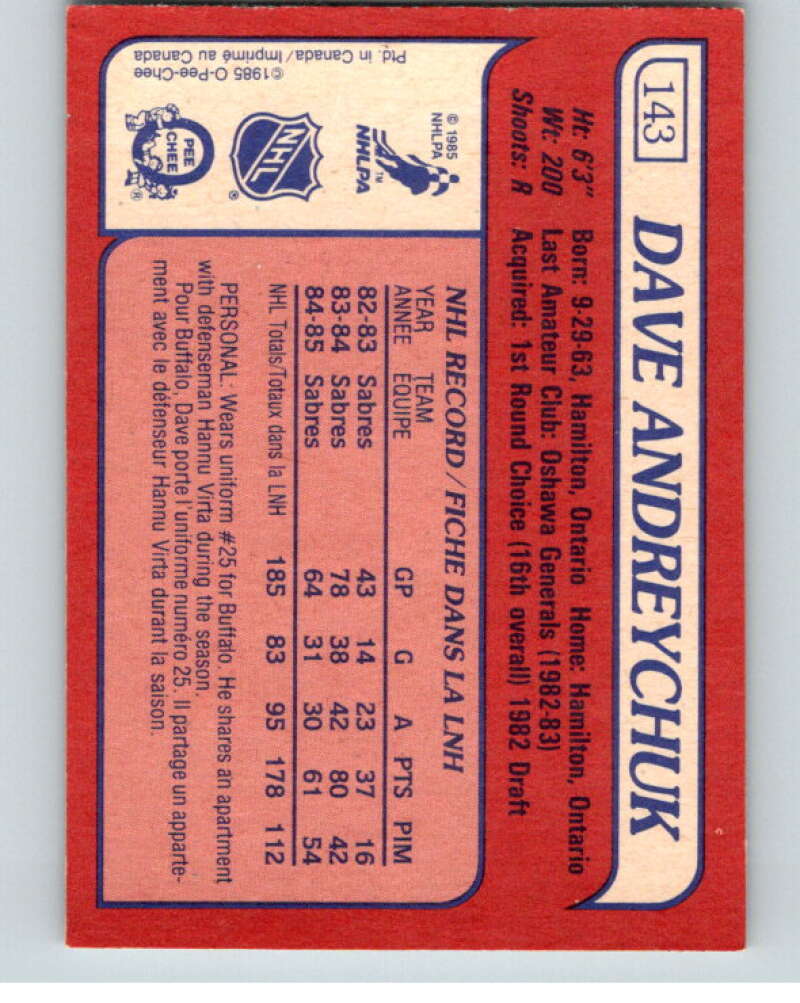 143
DAVE ANDREYCHUK
Ht: 6'3" Born: 9-29-63, Hamilton, Ontario Home: Hamilton, Ontario
Wt: 200 Last Amateur Club: Oshawa Generals (1982-83)
Shoots: R Acquired: 1st Round Choice (16th overall) 1982 Draft
© 1985
NHLPA
NHLPA™
NHL®
O PEE CHEE®
©1985 O-Pee-Chee
Ptd. in Canada/Imprimé au Canada
NHL RECORD/FICHE DANS LA LNH
YEAR TEAM
ANNEE EQUIPE GP G A PTS PIM
82-83 Sabres 43 14 23 37 16
83-84 Sabres 78 38 42 80 42
84-85 Sabres 64 31 30 61 54
NHL Totals/Totaux dans la LNH 185 83 95 178 112
PERSONAL: Wears uniform #25 for Buffalo. He shares an apartment
with defenseman Hannu Virta during the season.
Pour Buffalo, Dave porte l'uniforme numéro 25. Il partage un apparte-
ment avec le défenseur Hannu Virta durant la saison.